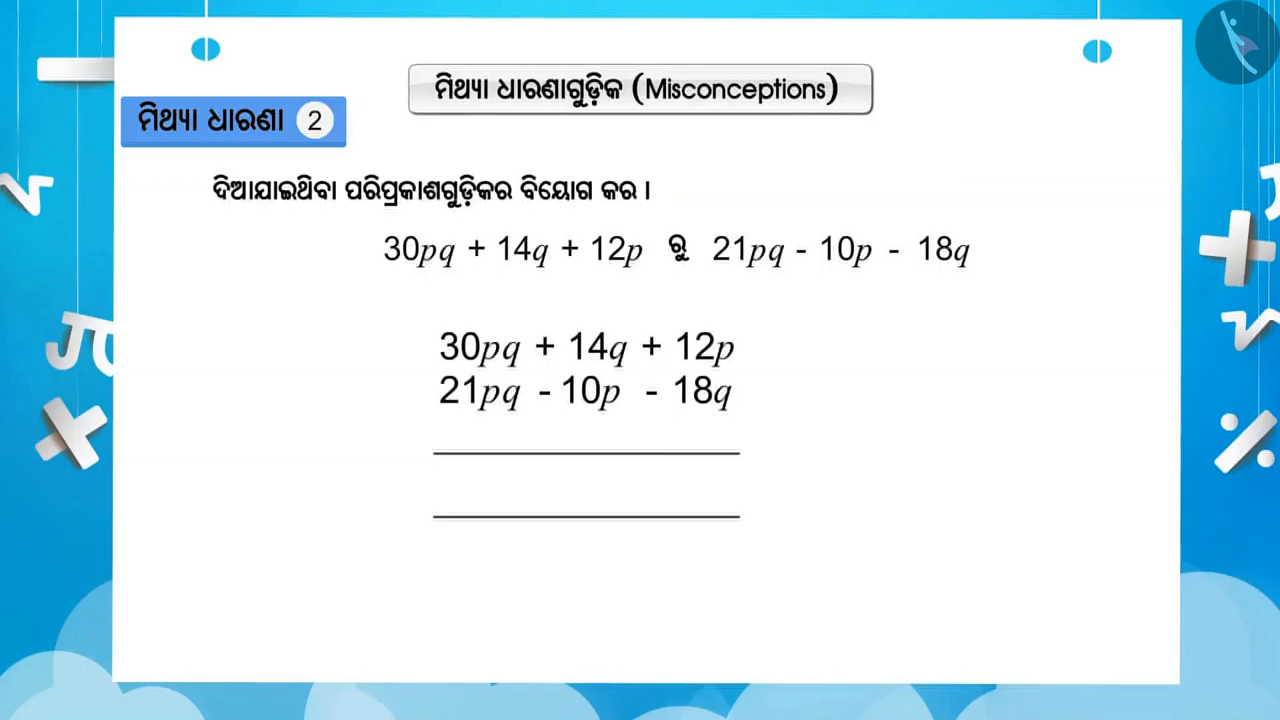 ମିଥ୍ୟା ଧାରଣାଗୁଡ଼ିକ (Misconceptions)
ମିଥ୍ୟା ଧାରଣା 2
ଦିଆଯାଇଥିବା ପରିପ୍ରକାଶଗୁଡ଼ିକର ବିୟୋଗ କର ।
30pq + 14q + 12p ରୁ 21pq - 10p - 18q
30pq + 14q + 12p
21pq - 10p - 18q